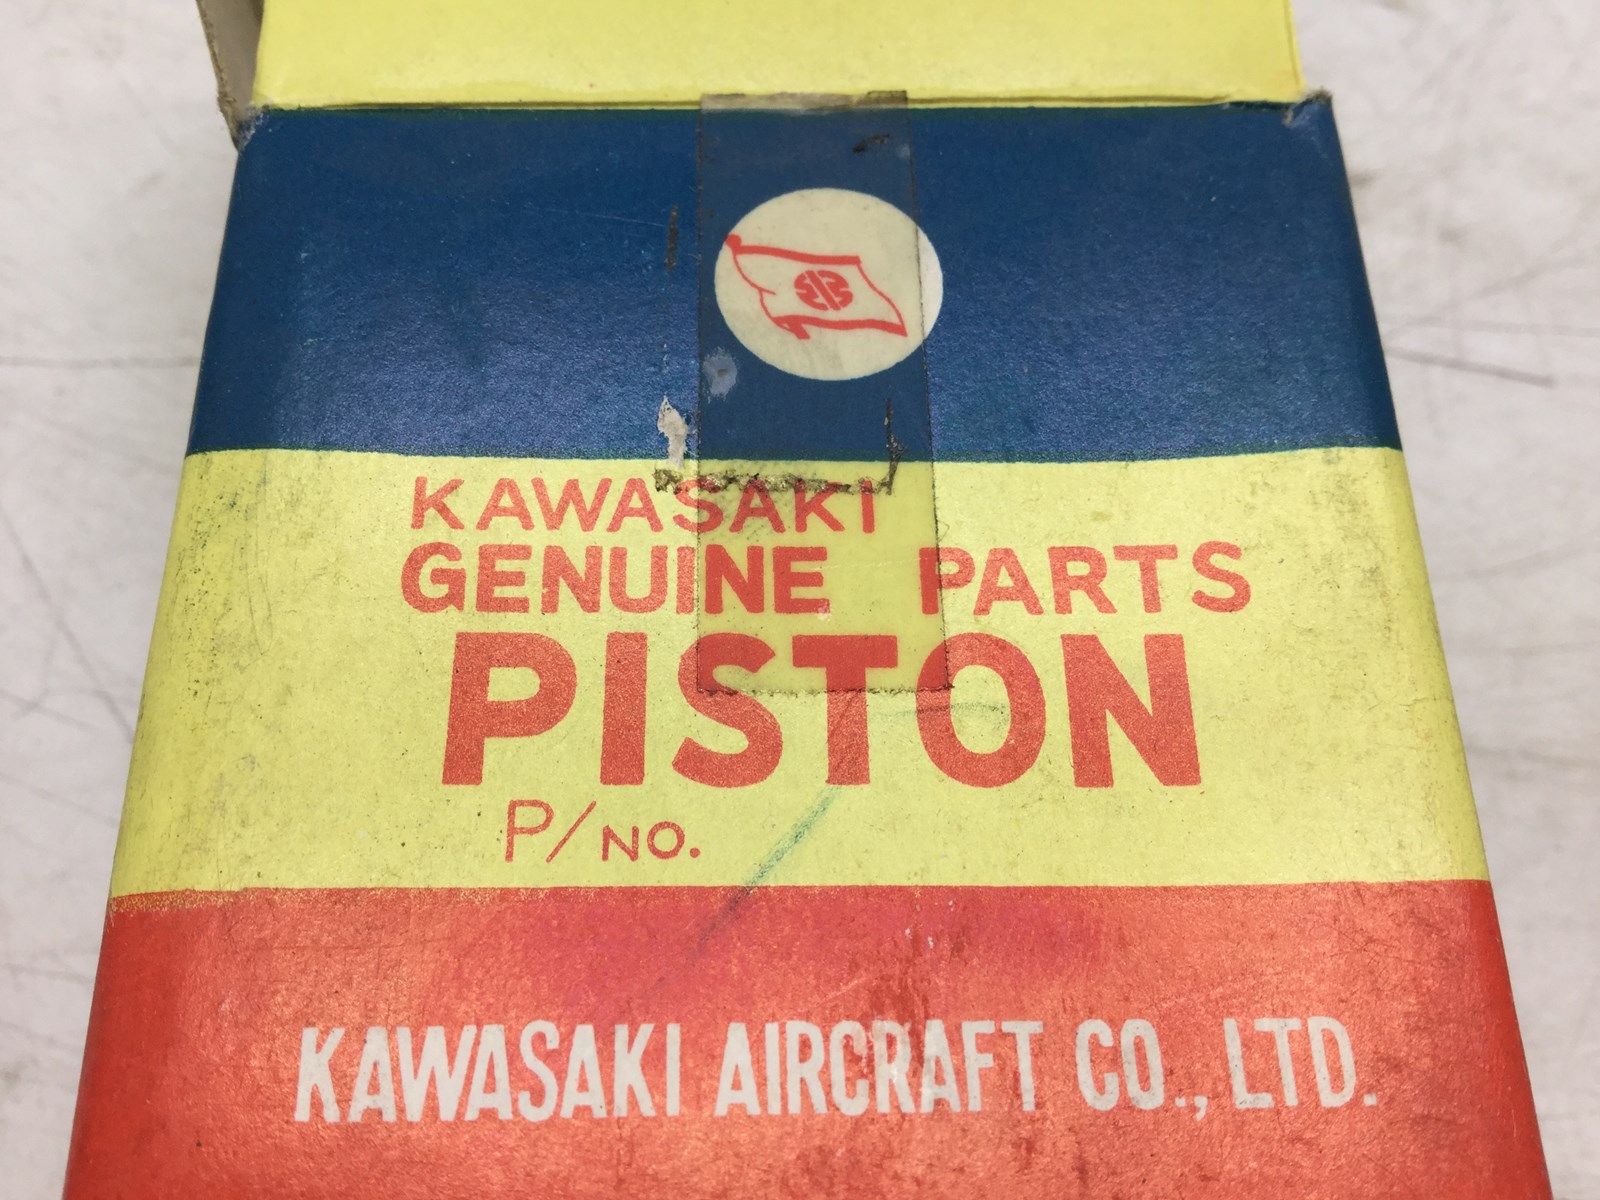 KAWASAKI
GENUINE PARTS
PISTON
P/NO.
KAWASAKI AIRCRAFT CO., LTD.